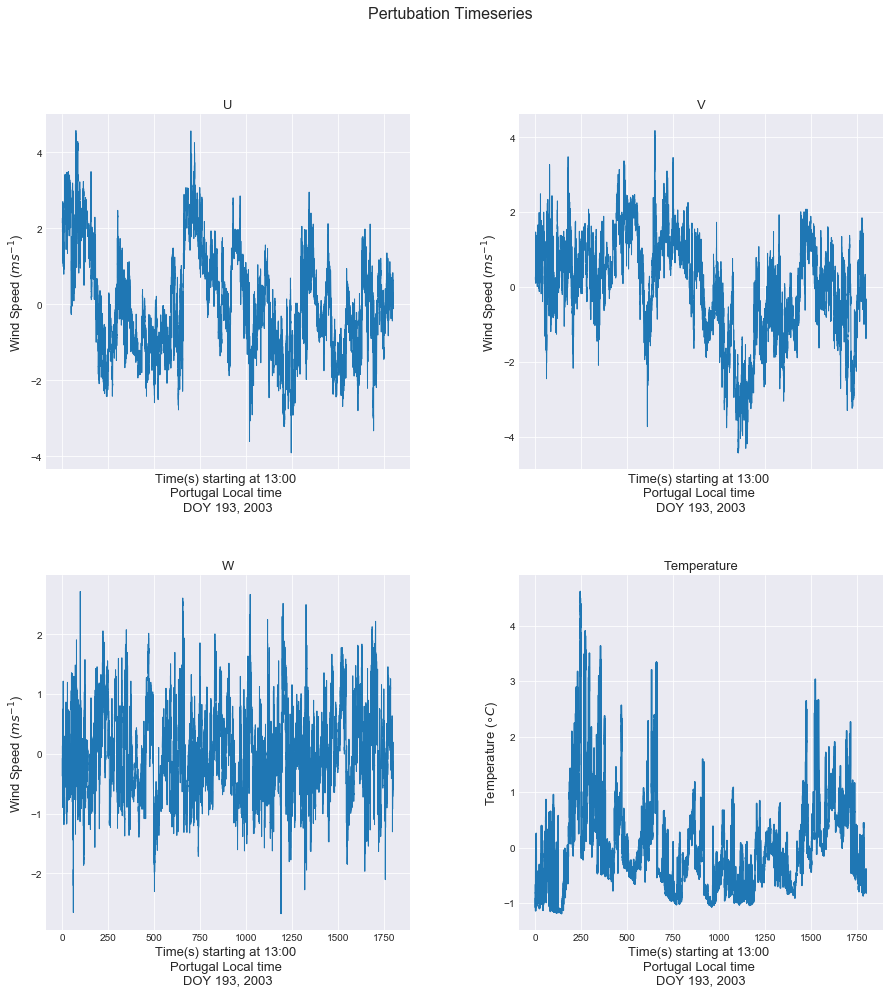 Pertubation Timeseries
U
4
2
0
−2
−4
Wind Speed (ms⁻¹)
Time(s) starting at 13:00
Portugal Local time
DOY 193, 2003
V
4
2
0
−2
−4
Wind Speed (ms⁻¹)
Time(s) starting at 13:00
Portugal Local time
DOY 193, 2003
W
2
1
0
−1
−2
Wind Speed (ms⁻¹)
0 250 500 750 1000 1250 1500 1750
Time(s) starting at 13:00
Portugal Local time
DOY 193, 2003
Temperature
4
3
2
1
0
−1
Temperature (∘C)
0 250 500 750 1000 1250 1500 1750
Time(s) starting at 13:00
Portugal Local time
DOY 193, 2003